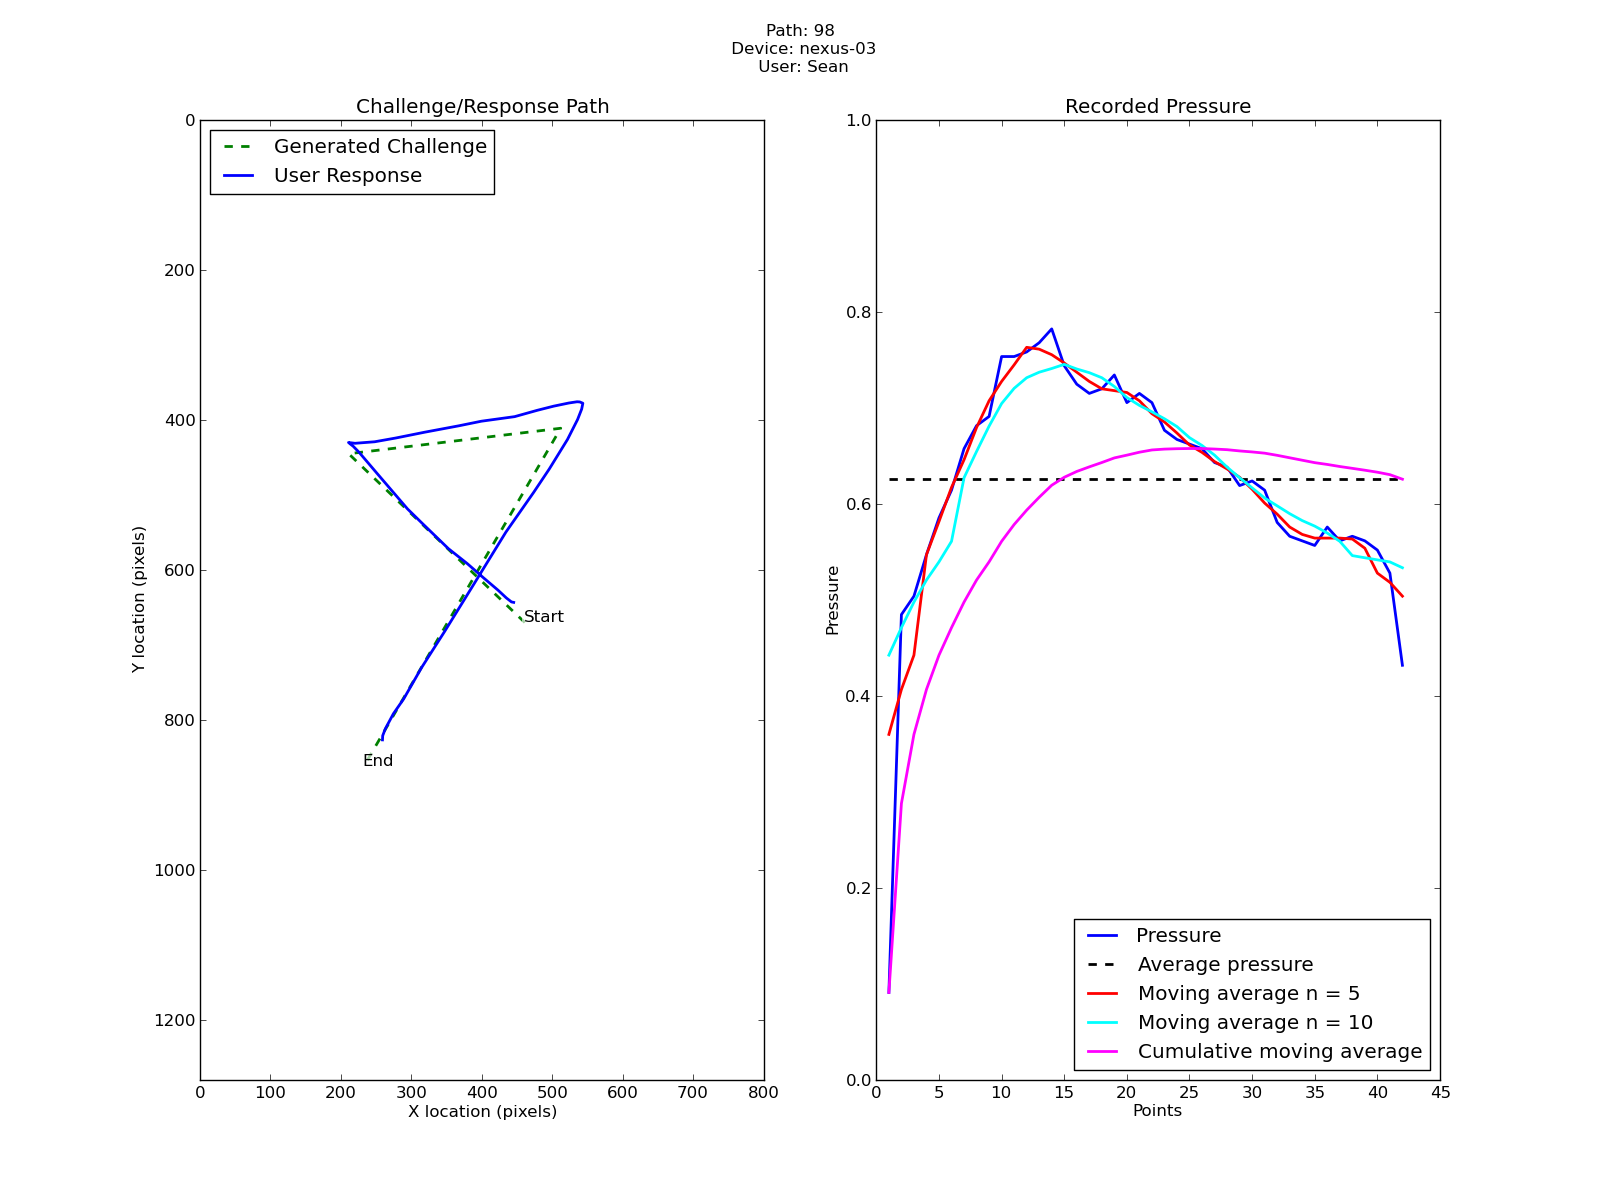 Path: 98
Device: nexus-03
User: Sean
Challenge/Response Path
Generated Challenge
User Response
0
200
400
600
800
1000
1200
Y location (pixels)
Start
End
0 100 200 300 400 500 600 700 800
X location (pixels)
Recorded Pressure
1.0
0.8
0.6
0.4
0.2
0.0
Pressure
Pressure
Average pressure
Moving average n = 5
Moving average n = 10
Cumulative moving average
0 5 10 15 20 25 30 35 40 45
Points